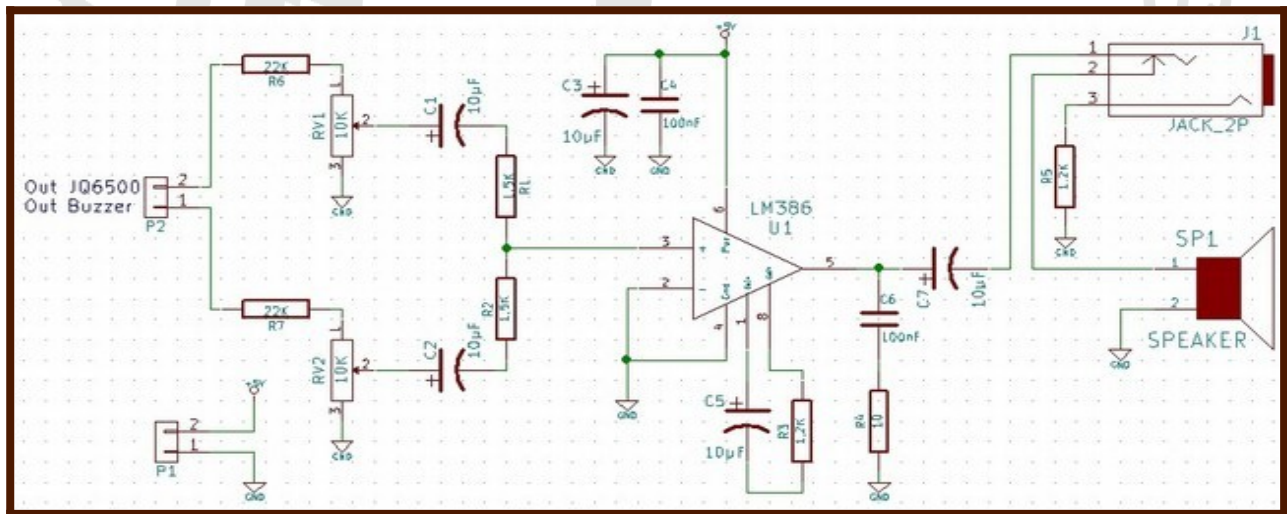 +9v
J1
1
2
3
JACK_2P
22K
R6
1
RV1
10K
2
3
GND
C1
10µF
+
C3
+
10µF
GND
C4
100nF
GND
1.5K
R1
Out JQ6500
2
Out Buzzer
1
P2
R5
1.2K
GND
LM386
U1
6
Pwr
3
+
2
-
Gnd
4
1
8
5
SP1
1
2
SPEAKER
GND
22K
R7
1
RV2
10K
2
3
GND
R2
1.5K
C2
10µF
+
GND
C5
+
10µF
R3
1.2K
C6
100nF
R4
10
GND
C7
+
10µF
+9v
2
1
P1
GND